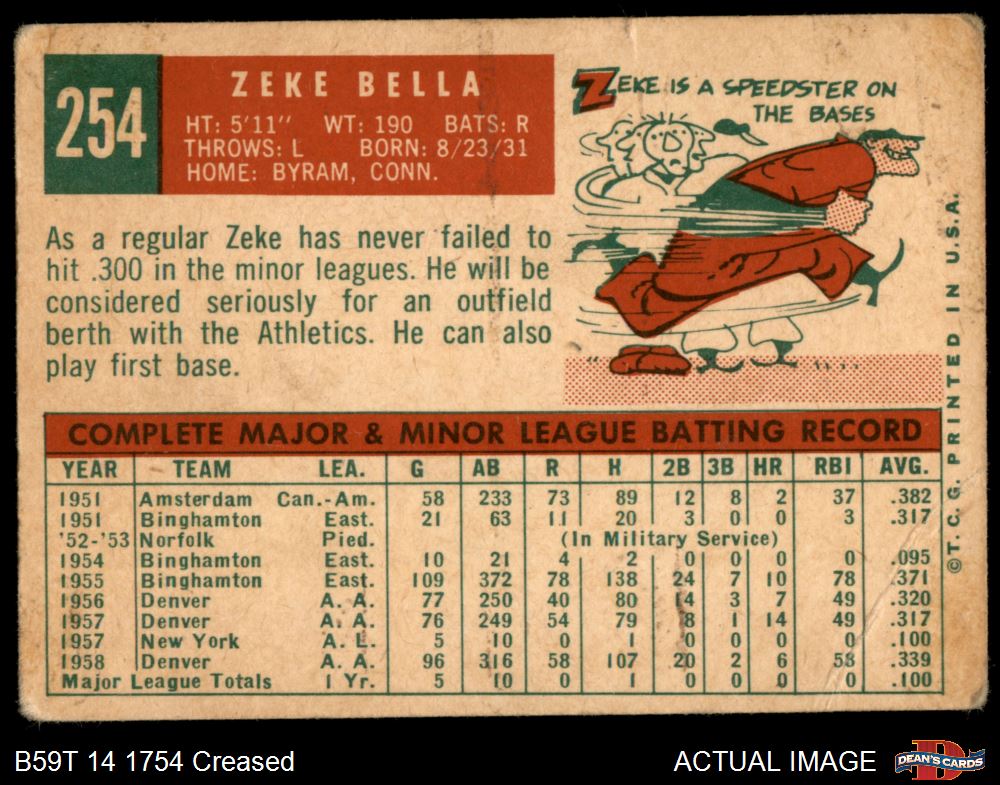 254
ZEKE BELLA
HT: 5'11" WT: 190 BATS: R
THROWS: L BORN: 8/23/31
HOME: BYRAM, CONN.
ZEKE IS A SPEEDSTER ON
THE BASES
As a regular Zeke has never failed to
hit .300 in the minor leagues. He will be
considered seriously for an outfield
berth with the Athletics. He can also
play first base.
COMPLETE MAJOR & MINOR LEAGUE BATTING RECORD
YEAR TEAM LEA. G AB R H 2B 3B HR RBI AVG.
1951 Amsterdam Can.-Am. 58 233 73 89 12 8 2 37 .382
1951 Binghamton East. 21 63 11 20 3 0 0 3 .317
'52-'53 Norfolk Pied. (In Military Service)
1954 Binghamton East. 10 21 4 2 0 0 0 0 .095
1955 Binghamton East. 109 372 78 138 24 7 10 78 .371
1956 Denver A. A. 77 250 40 80 14 3 7 49 .320
1957 Denver A. A. 76 249 54 79 8 1 14 49 .317
1957 New York A. L. 5 10 0 1 0 0 0 0 .100
1958 Denver A. A. 96 316 58 107 20 2 6 58 .339
Major League Totals 1 Yr. 5 10 0 1 0 0 0 0 .100
©T. C. G. PRINTED IN U.S.A.
B59T 14 1754 Creased
ACTUAL IMAGE
D
DEAN'S CARDS